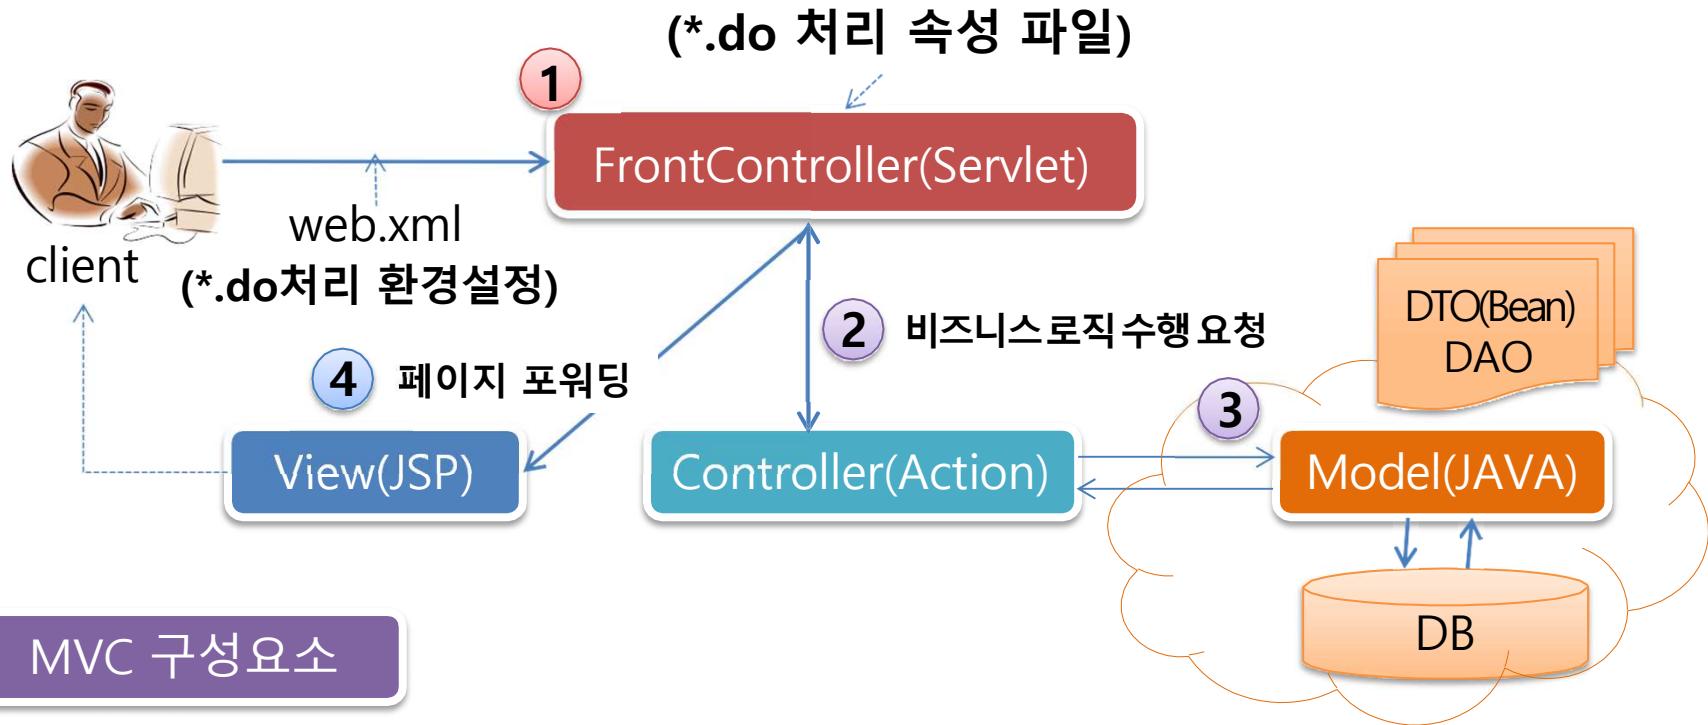 (*.do 처리 속성 파일)
1
FrontController(Servlet)
web.xml
client
(*.do처리 환경설정)
DTO(Bean)
DAO
2 비즈니스로직 수행 요청
4 페이지 포워딩
3
View(JSP)
Controller(Action)
Model(JAVA)
DB
MVC 구성요소